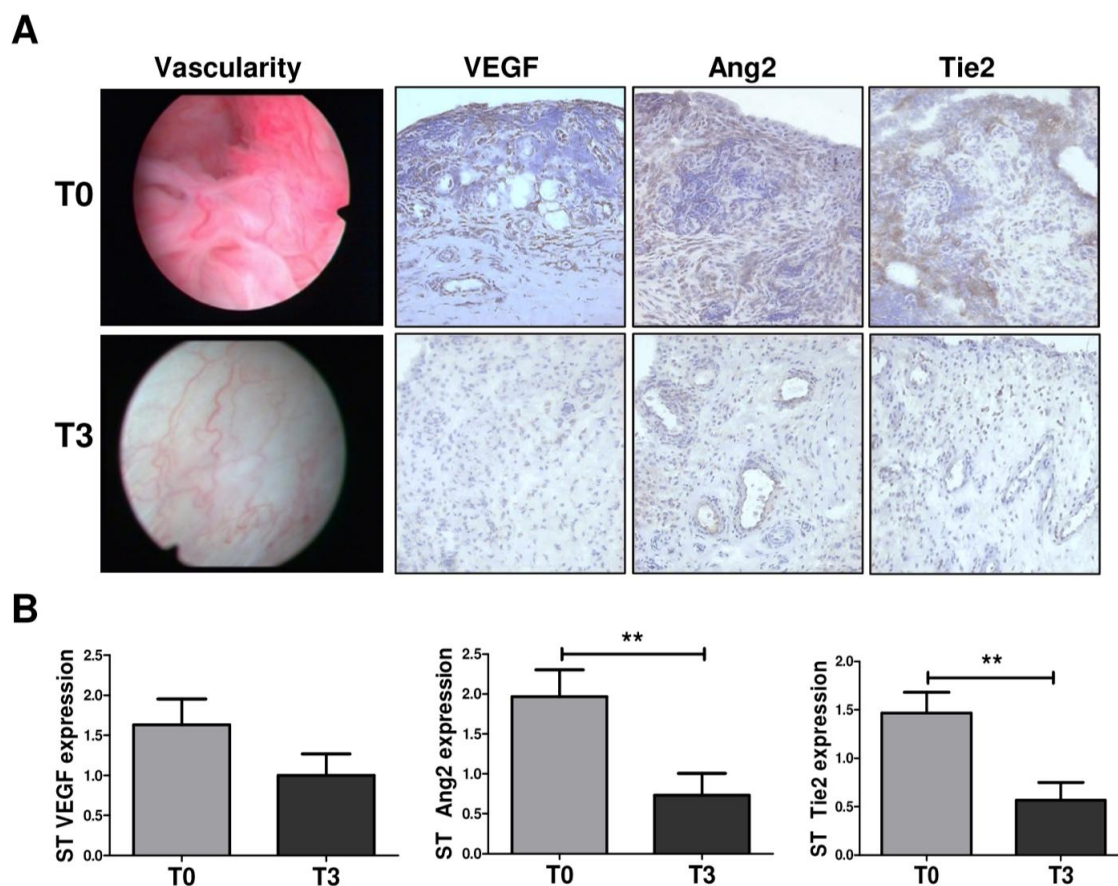 A
Vascularity VEGF Ang2 Tie2
T0
T3
B
ST VEGF expression
2.5
2.0
1.5
1.0
0.5
0.0
T0 T3
ST Ang2 expression
2.5
2.0
1.5
1.0
0.5
0.0
**
T0 T3
ST Tie2 expression
2.0
1.5
1.0
0.5
0.0
**
T0 T3